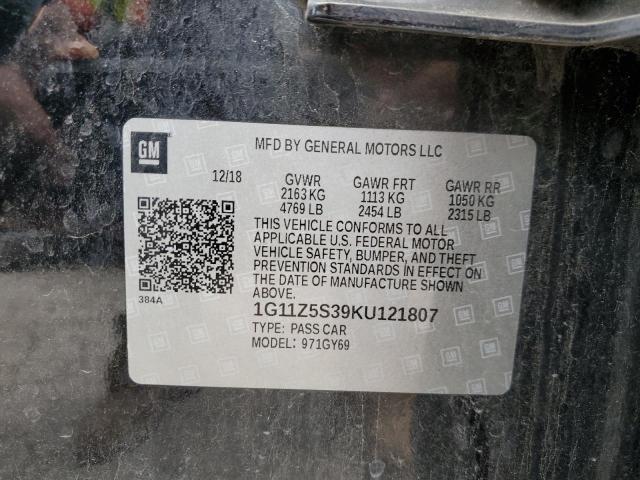 GM
MFD BY GENERAL MOTORS LLC
12/18 GVWR GAWR FRT GAWR RR
2163 KG 1113 KG 1050 KG
4769 LB 2454 LB 2315 LB
THIS VEHICLE CONFORMS TO ALL
APPLICABLE U.S. FEDERAL MOTOR
VEHICLE SAFETY, BUMPER, AND THEFT
PREVENTION STANDARDS IN EFFECT ON
THE DATE OF MANUFACTURE SHOWN
ABOVE.
384A
1G11Z5S39KU121807
TYPE: PASS CAR
MODEL: 971GY69